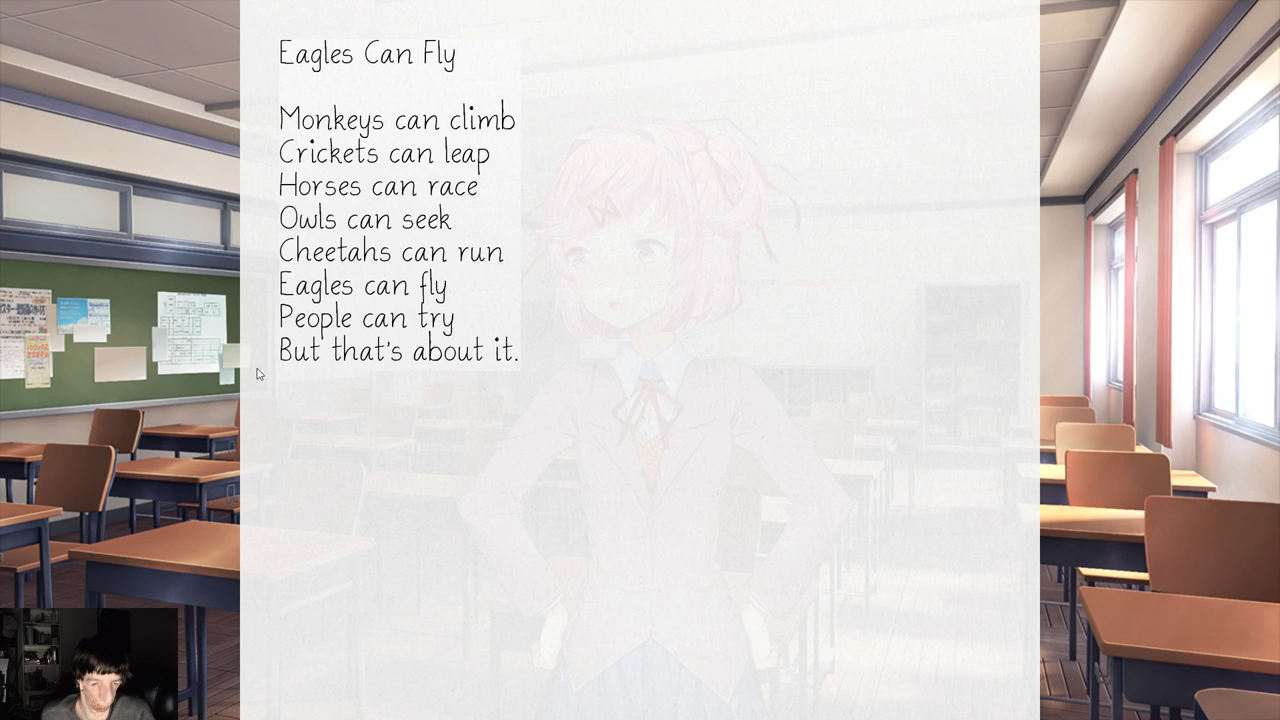 Eagles Can Fly
Monkeys can climb
Crickets can leap
Horses can race
Owls can seek
Cheetahs can run
Eagles can fly
People can try
But that's about it.